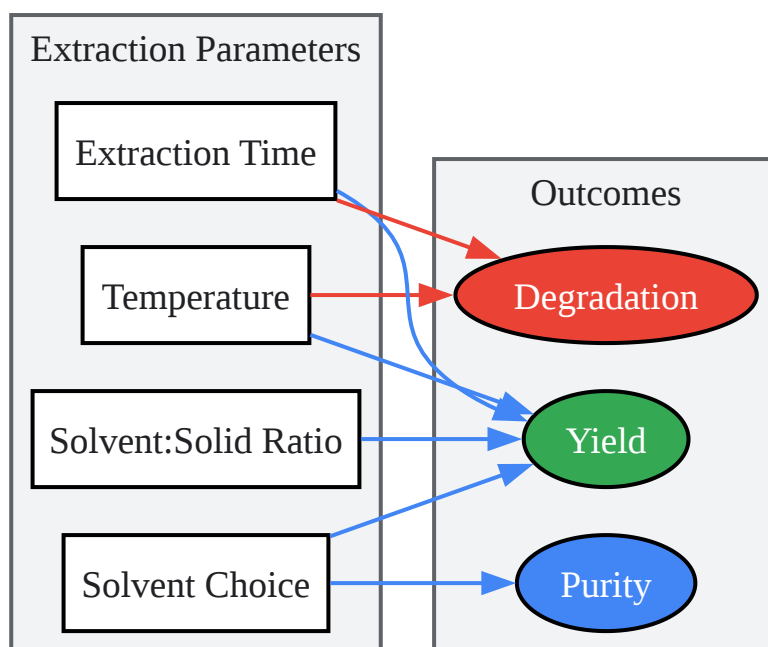 Extraction Parameters
Extraction Time
Temperature
Solvent:Solid Ratio
Solvent Choice
Outcomes
Degradation
Yield
Purity